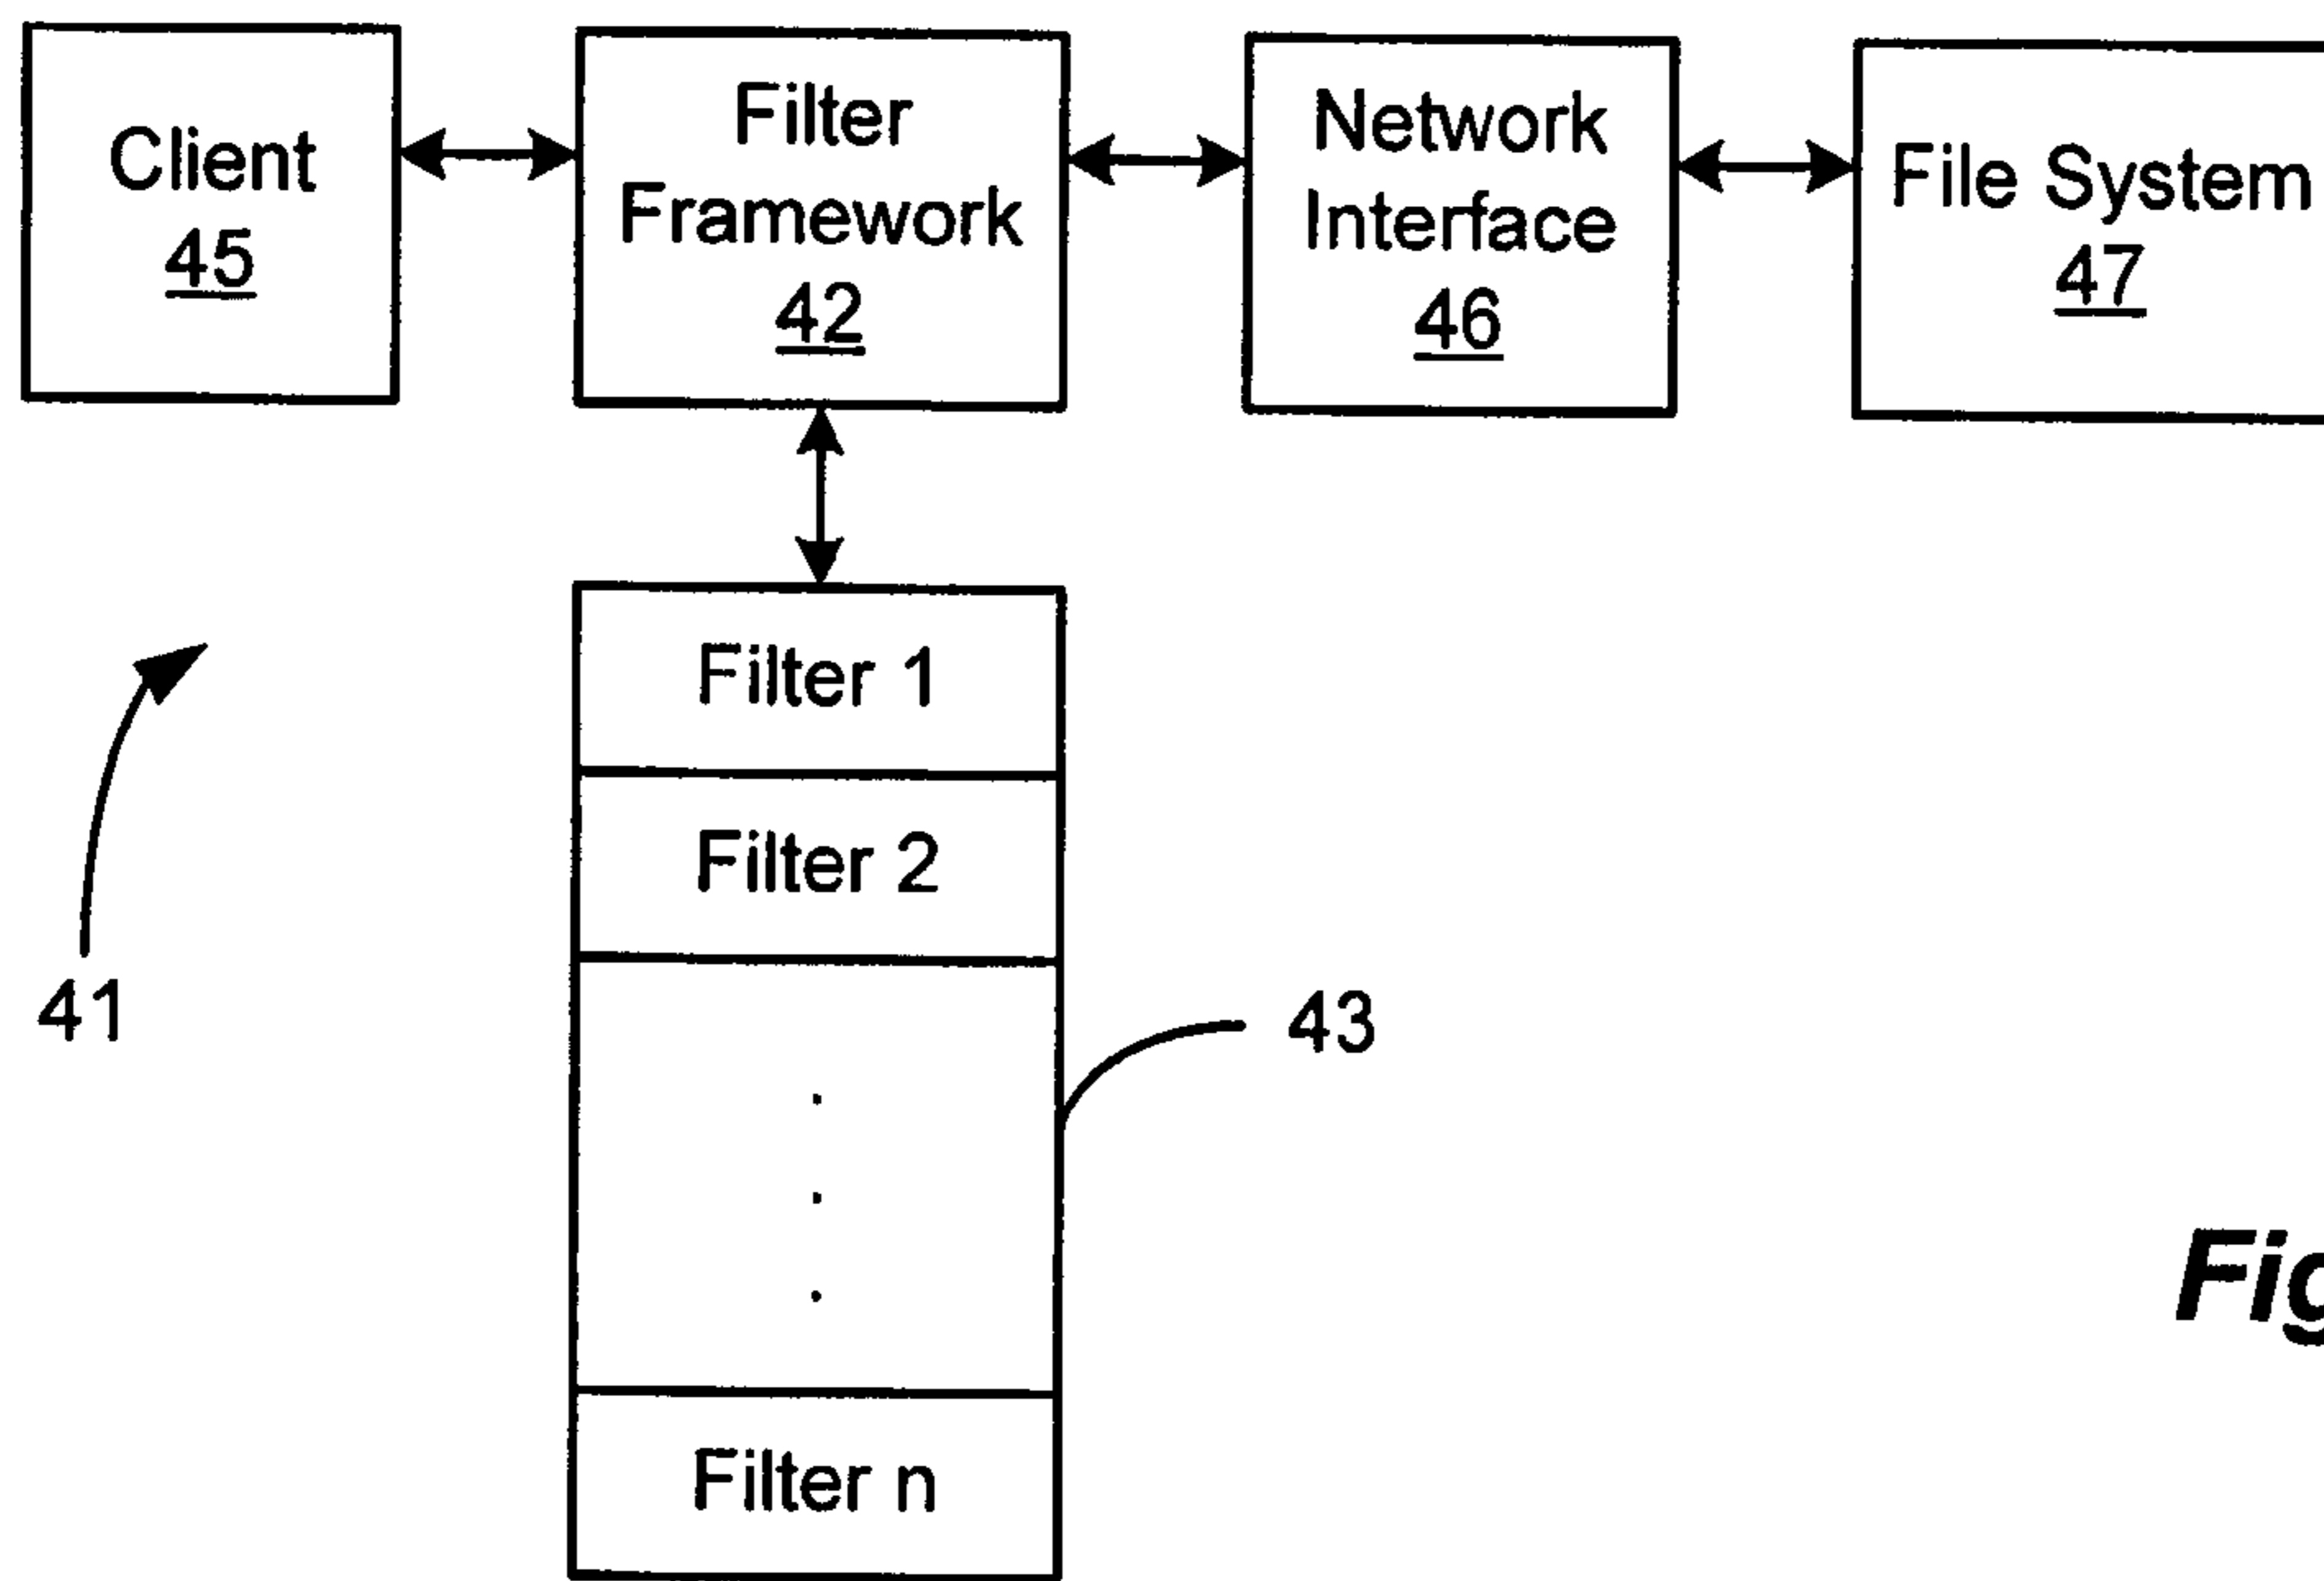 Client
45
Filter
Framework
42
Network
Interface
46
File System
47
Filter 1
Filter 2
41
43
Filter n